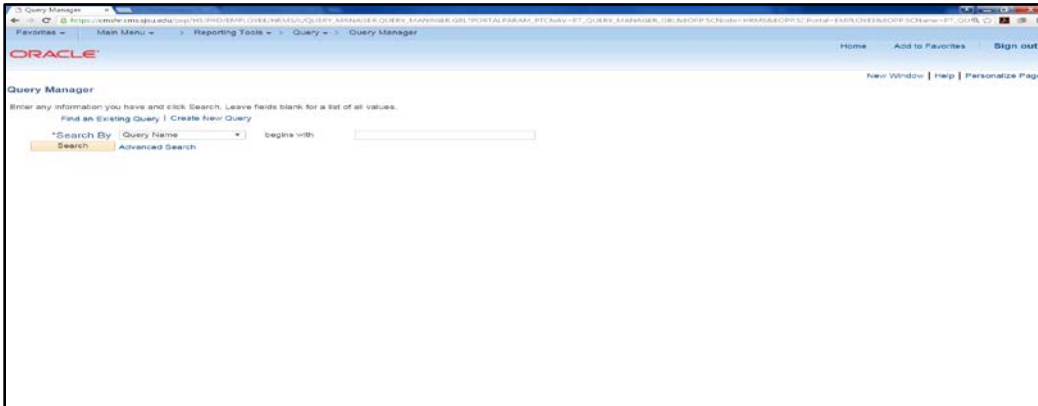 Query Manager
Favorites Main Menu > Reporting Tools > Query > Query Manager
ORACLE
Home Add to Favorites Sign out
New Window | Help | Personalize Page
Query Manager
Enter any information you have and click Search. Leave fields blank for a list of all values.
Find an Existing Query | Create New Query
*Search By Query Name begins with
Search Advanced Search